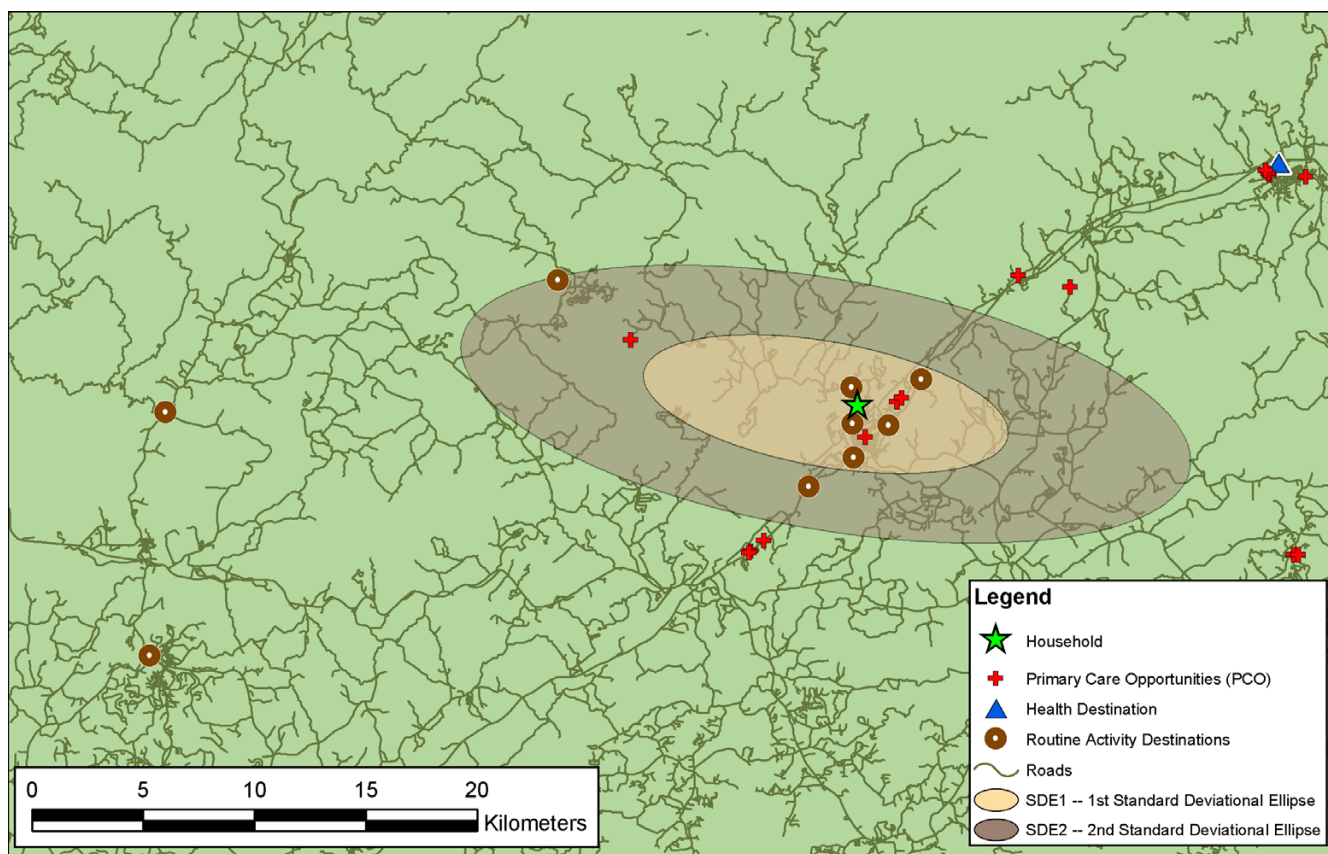 Legend
Household
Primary Care Opportunities (PCO)
Health Destination
Routine Activity Destinations
Roads
SDE1 -- 1st Standard Deviational Ellipse
SDE2 -- 2nd Standard Deviational Ellipse
0 5 10 15 20
Kilometers